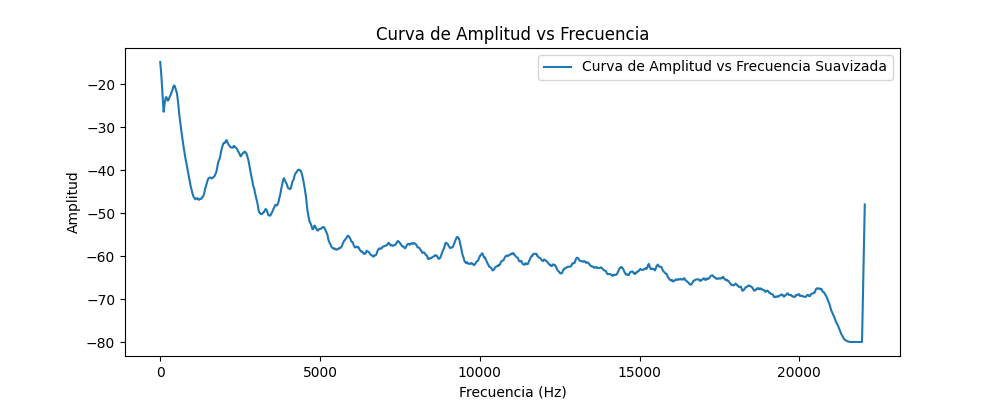 Curva de Amplitud vs Frecuencia
Curva de Amplitud vs Frecuencia Suavizada
Amplitud
−20
−30
−40
−50
−60
−70
−80
0 5000 10000 15000 20000
Frecuencia (Hz)